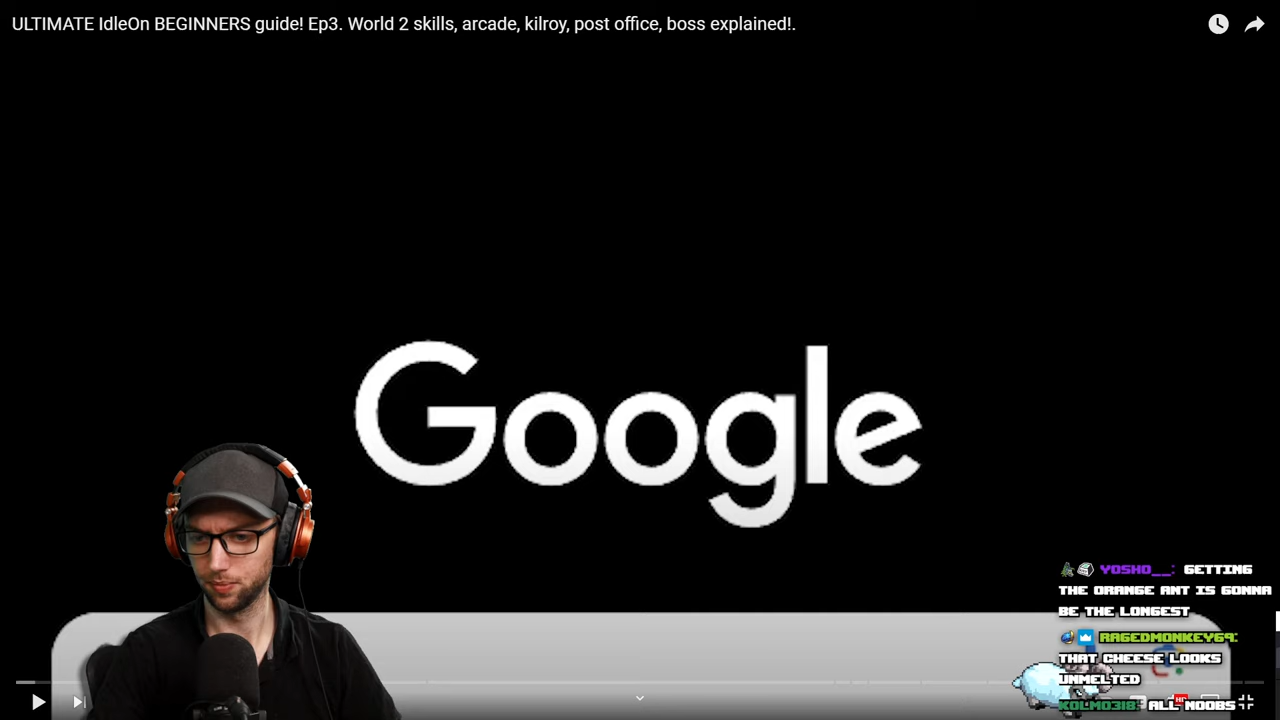 ULTIMATE IdleOn BEGINNERS guide! Ep3. World 2 skills, arcade, kilroy, post office, boss explained!.
Google
YOSHO__: GETTING
THE ORANGE ANT IS GONNA
BE THE LONGEST
RAGEDMONKEY69:
THAT CHEESE LOOKS
UNMELTED
KOLMO318: ALL NOOBS